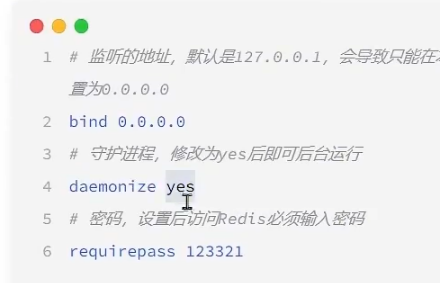 1 # 监听的地址，默认是127.0.0.1，会导致只能在
置为0.0.0.0
2 bind 0.0.0.0
3 # 守护进程，修改为yes后即可后台运行
4 daemonize yes
5 # 密码，设置后访问Redis必须输入密码
6 requirepass 123321